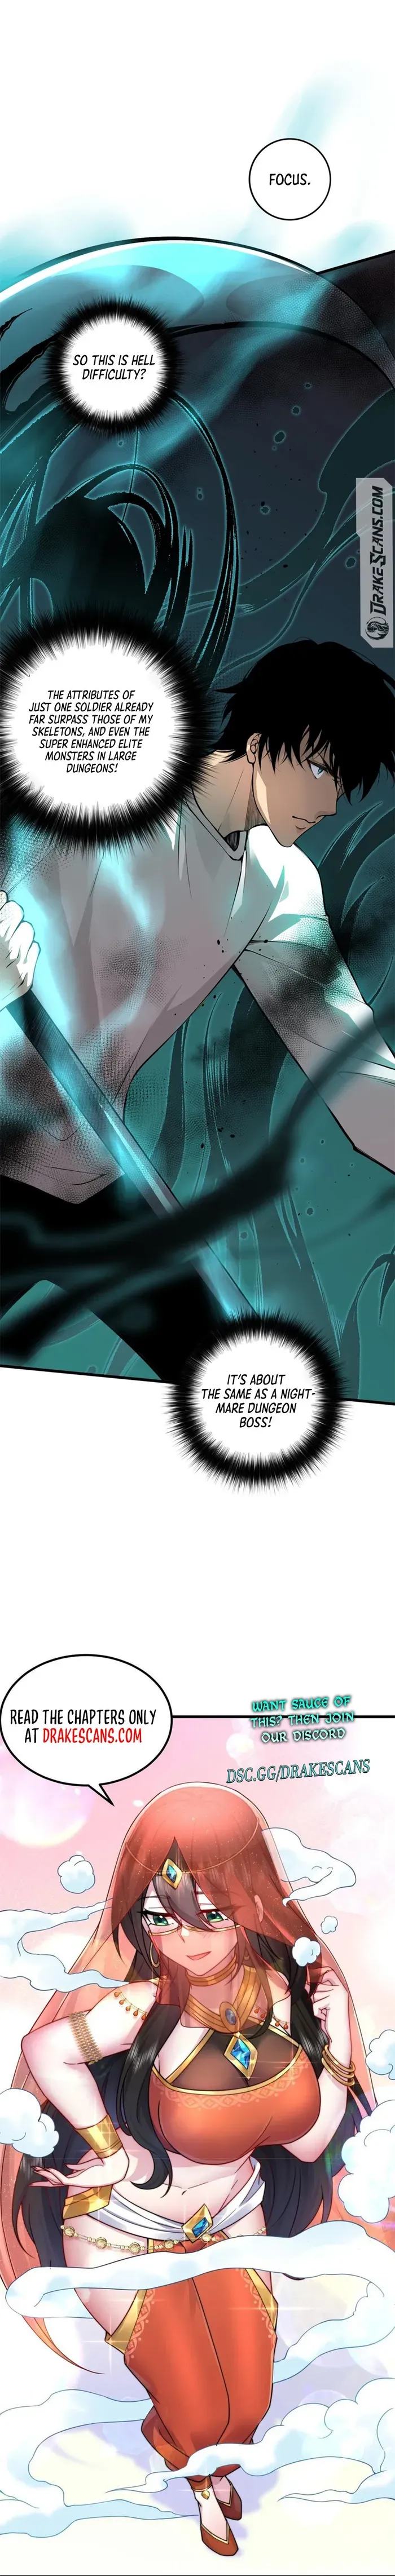 FOCUS.
SO THIS IS HELL
DIFFICULTY?
DRAKESCANS.COM
THE ATTRIBUTES OF
JUST ONE SOLDIER ALREADY
FAR SURPASS THOSE OF MY
SKELETONS, AND EVEN THE
SUPER ENHANCED ELITE
MONSTERS IN LARGE
DUNGEONS!
IT'S ABOUT
THE SAME AS A NIGHT-
MARE DUNGEON
BOSS!
WANT SAUCE OF
THIS? THEN JOIN
OUR DISCORD
READ THE CHAPTERS ONLY
AT DRAKESCANS.COM
DSC.GG/DRAKESCANS